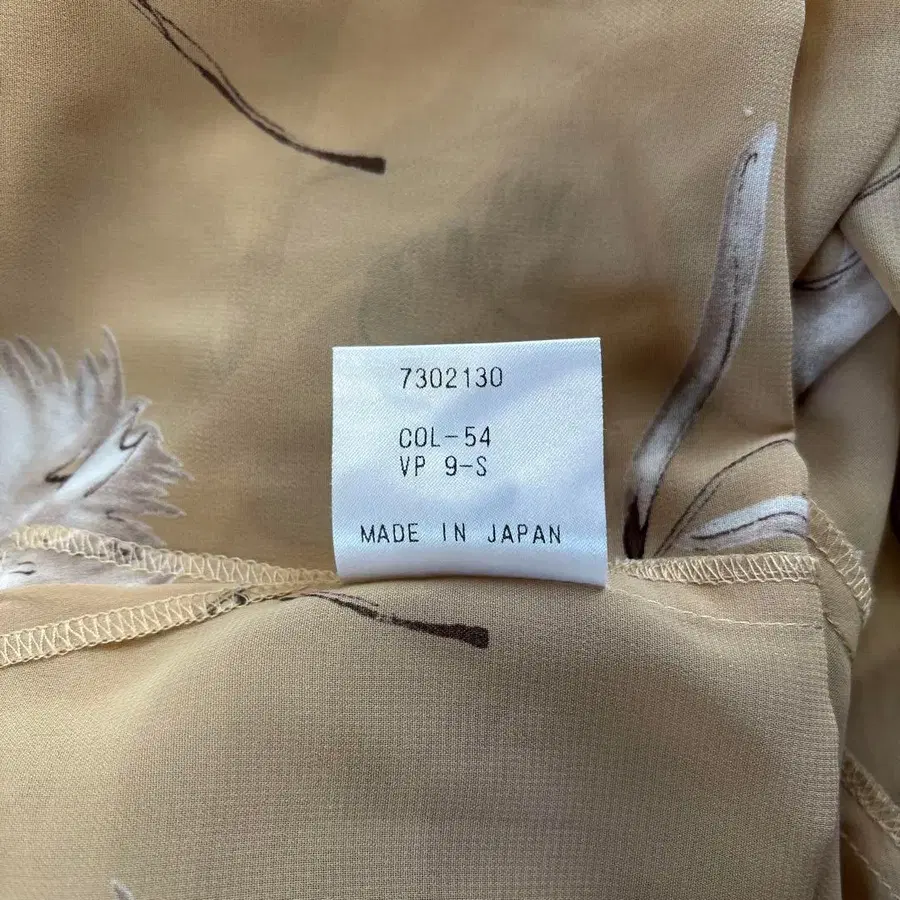 7302130
COL-54
VP 9-S
MADE IN JAPAN